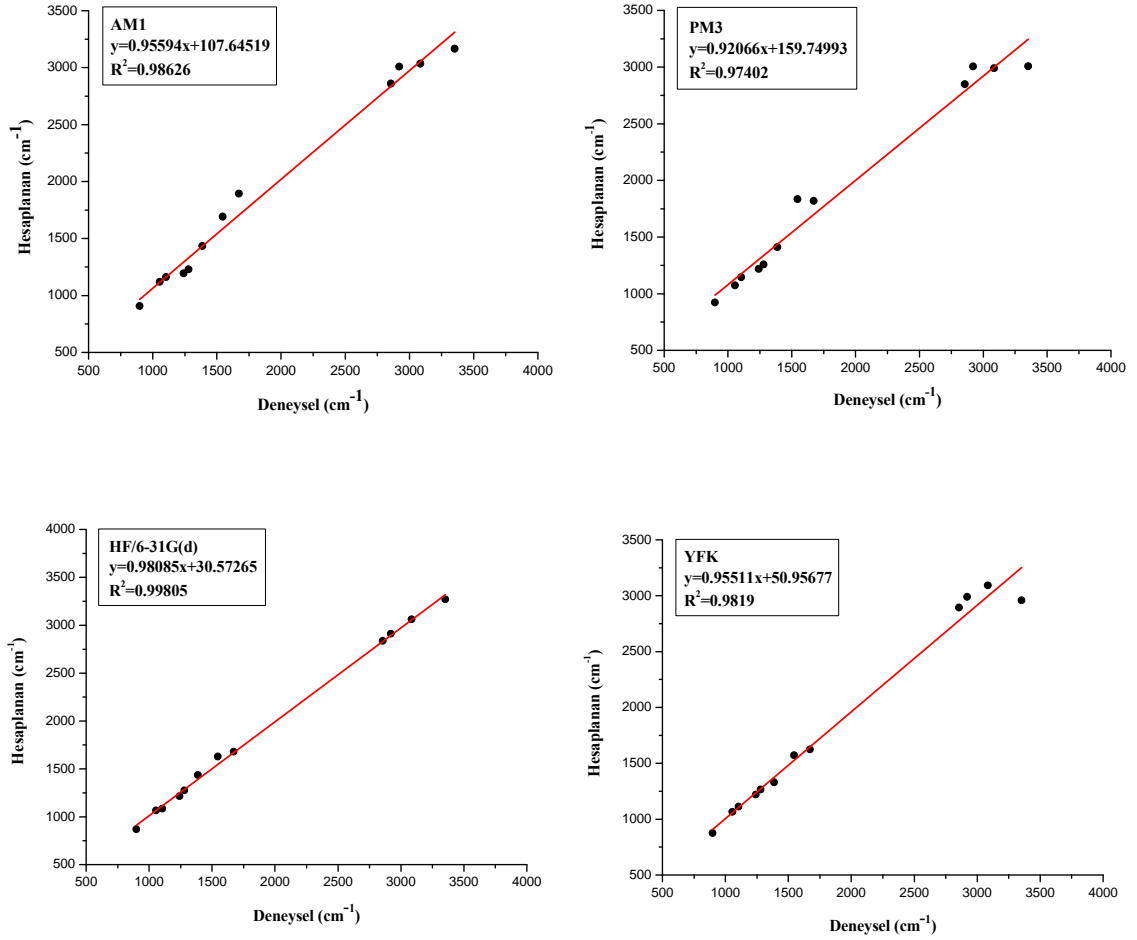 AM1
y=0.95594x+107.64519
R²=0.98626
3500
3000
2500
2000
1500
1000
500
Hesaplanan (cm⁻¹)
500 1000 1500 2000 2500 3000 3500 4000
Deneysel (cm⁻¹)
PM3
y=0.92066x+159.74993
R²=0.97402
3500
3000
2500
2000
1500
1000
500
Hesaplanan (cm⁻¹)
500 1000 1500 2000 2500 3000 3500 4000
Deneysel (cm⁻¹)
HF/6-31G(d)
y=0.98085x+30.57265
R²=0.99805
4000
3500
3000
2500
2000
1500
1000
500
Hesaplanan (cm⁻¹)
500 1000 1500 2000 2500 3000 3500 4000
Deneysel (cm⁻¹)
YFK
y=0.95511x+50.95677
R²=0.9819
3500
3000
2500
2000
1500
1000
500
Hesaplanan (cm⁻¹)
500 1000 1500 2000 2500 3000 3500 4000
Deneysel (cm⁻¹)